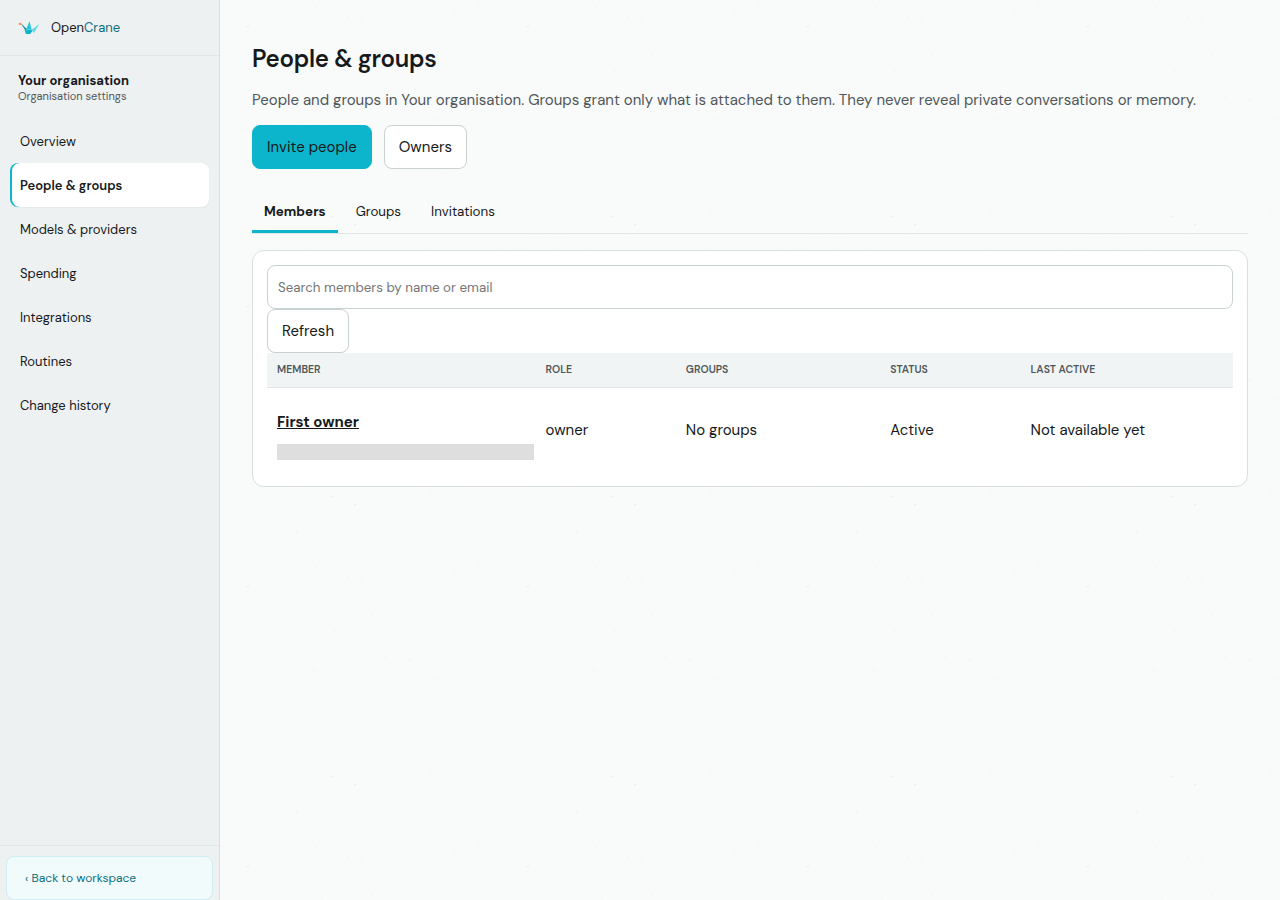 OpenCrane
Your organisation
Organisation settings
Overview
People & groups
Models & providers
Spending
Integrations
Routines
Change history
‹ Back to workspace
People & groups
People and groups in Your organisation. Groups grant only what is attached to them. They never reveal private conversations or memory.
Invite people
Owners
Members
Groups
Invitations
Search members by name or email
Refresh
MEMBER
ROLE
GROUPS
STATUS
LAST ACTIVE
First owner
owner
No groups
Active
Not available yet